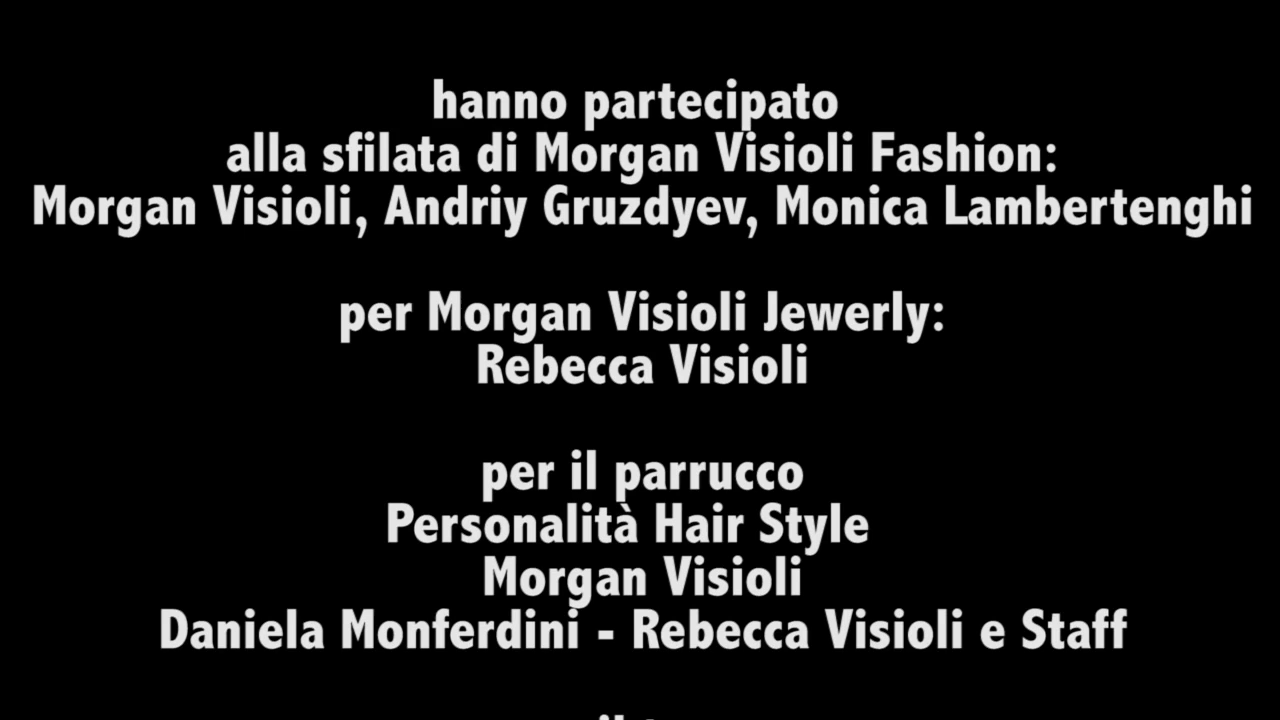 hanno partecipato
alla sfilata di Morgan Visioli Fashion:
Morgan Visioli, Andriy Gruzdyev, Monica Lambertenghi
per Morgan Visioli Jewerly:
Rebecca Visioli
per il parrucco
Personalità Hair Style
Morgan Visioli
Daniela Monferdini - Rebecca Visioli e Staff